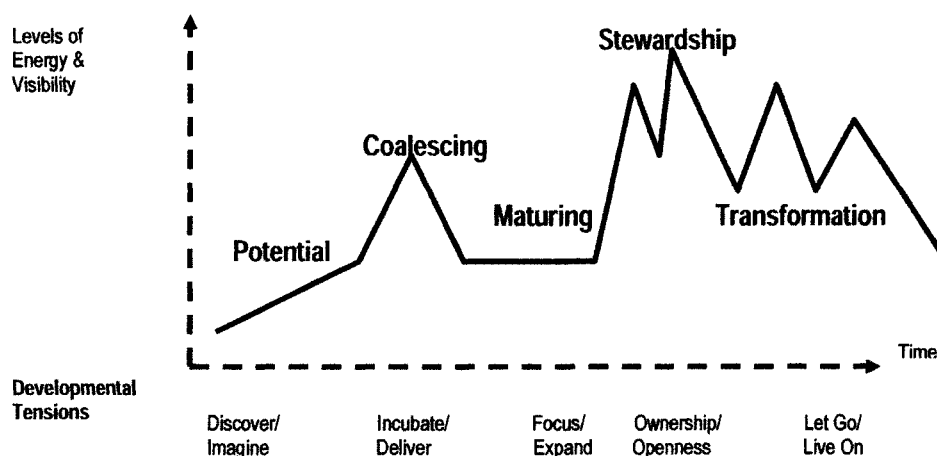 Levels of
Energy &
Visibility
Stewardship
Coalescing
Maturing
Transformation
Potential
Time
Developmental
Tensions
Discover/
Imagine
Incubate/
Deliver
Focus/
Expand
Ownership/
Openness
Let Go/
Live On